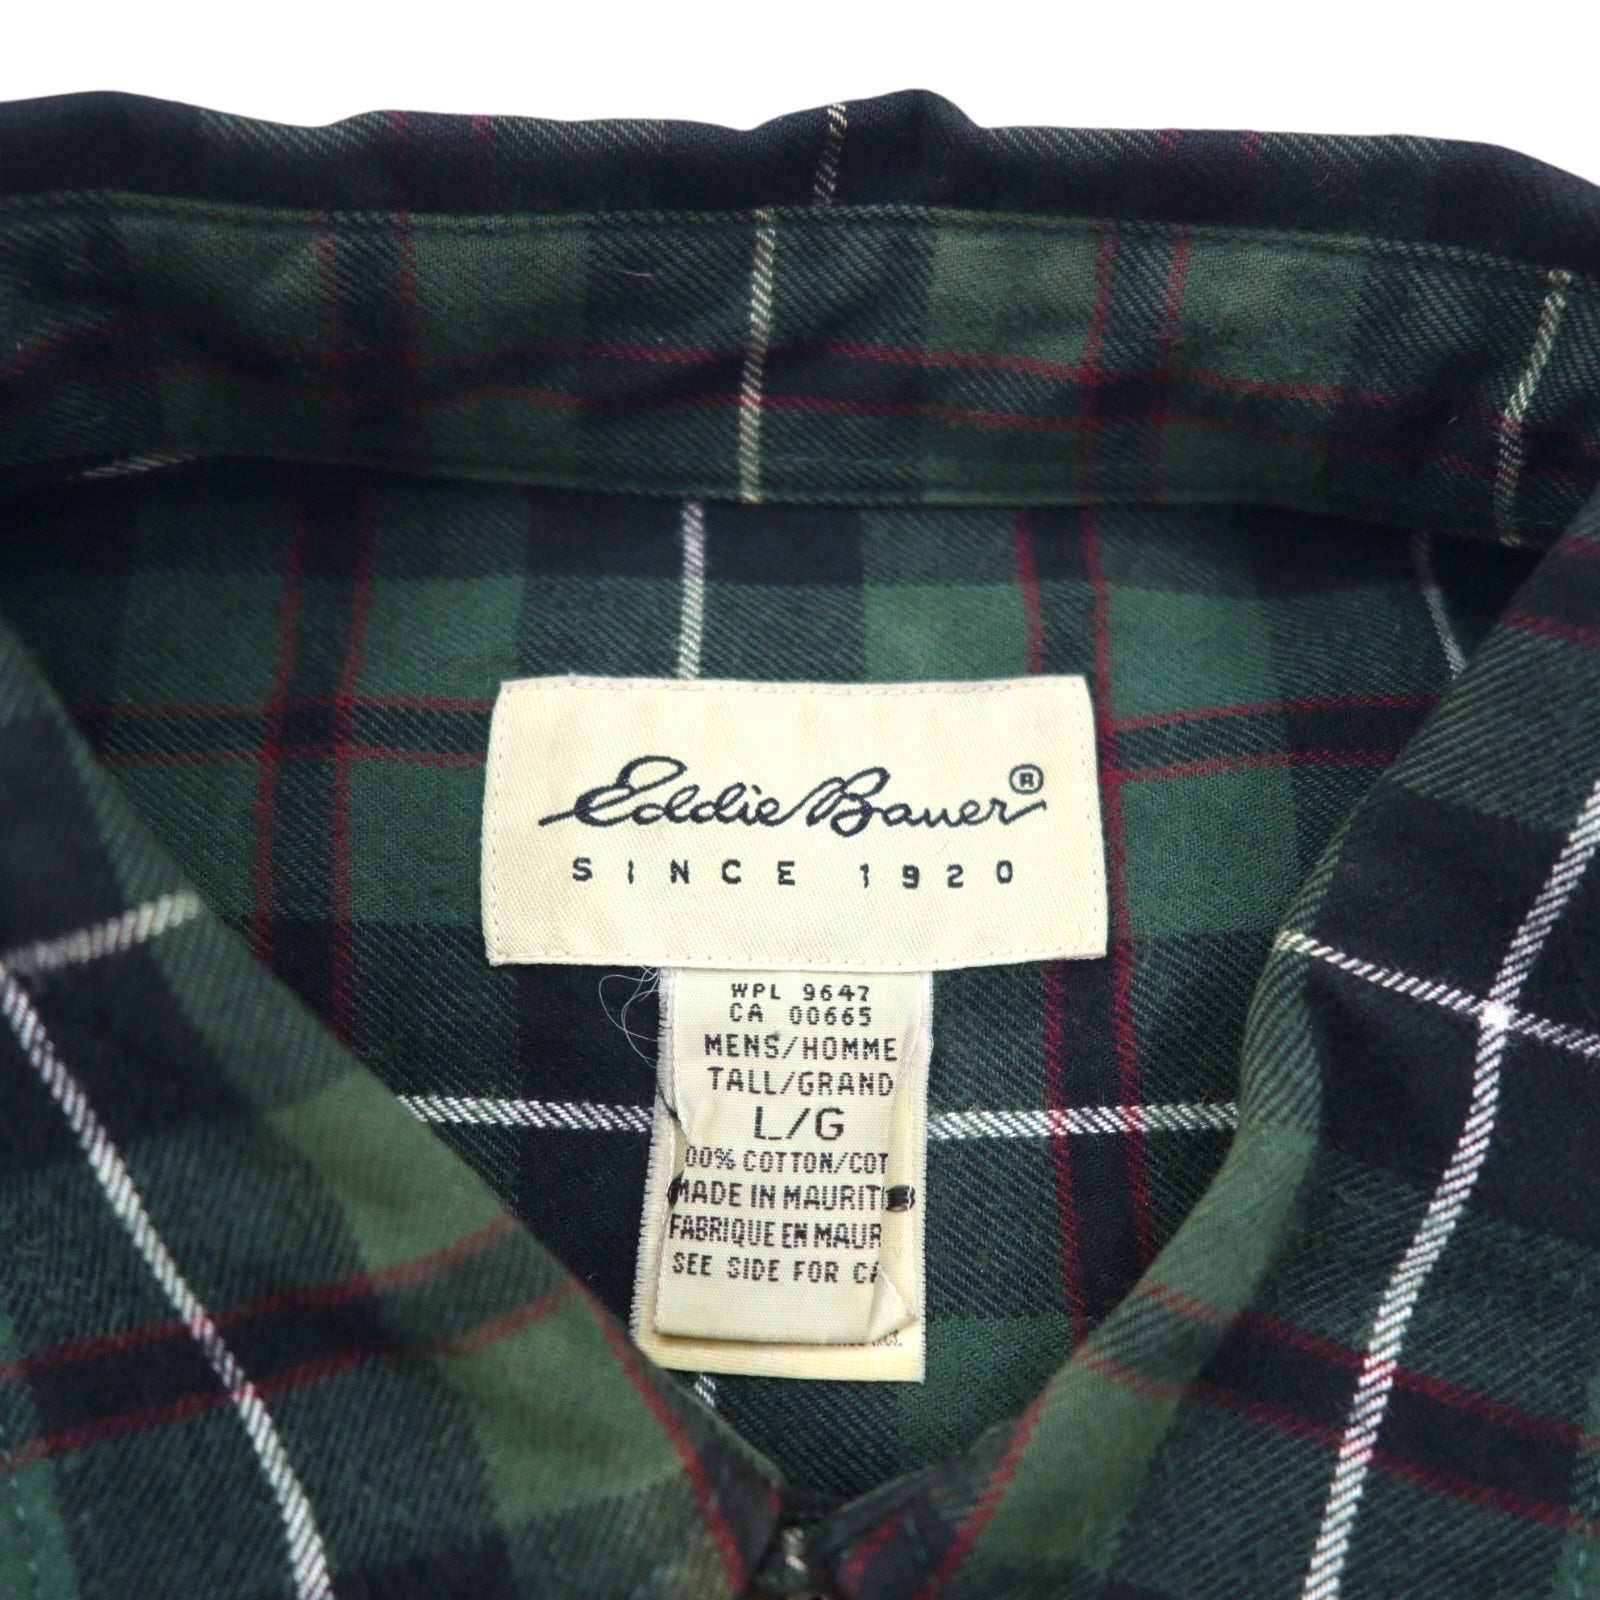 Eddie Bauer®
SINCE 1920
WPL 9647
CA 00665
MENS/HOMME
TALL/GRAND
L/G
00% COTTON/COT
MADE IN MAURIT
FABRIQUE EN MAUR
SEE SIDE FOR CA